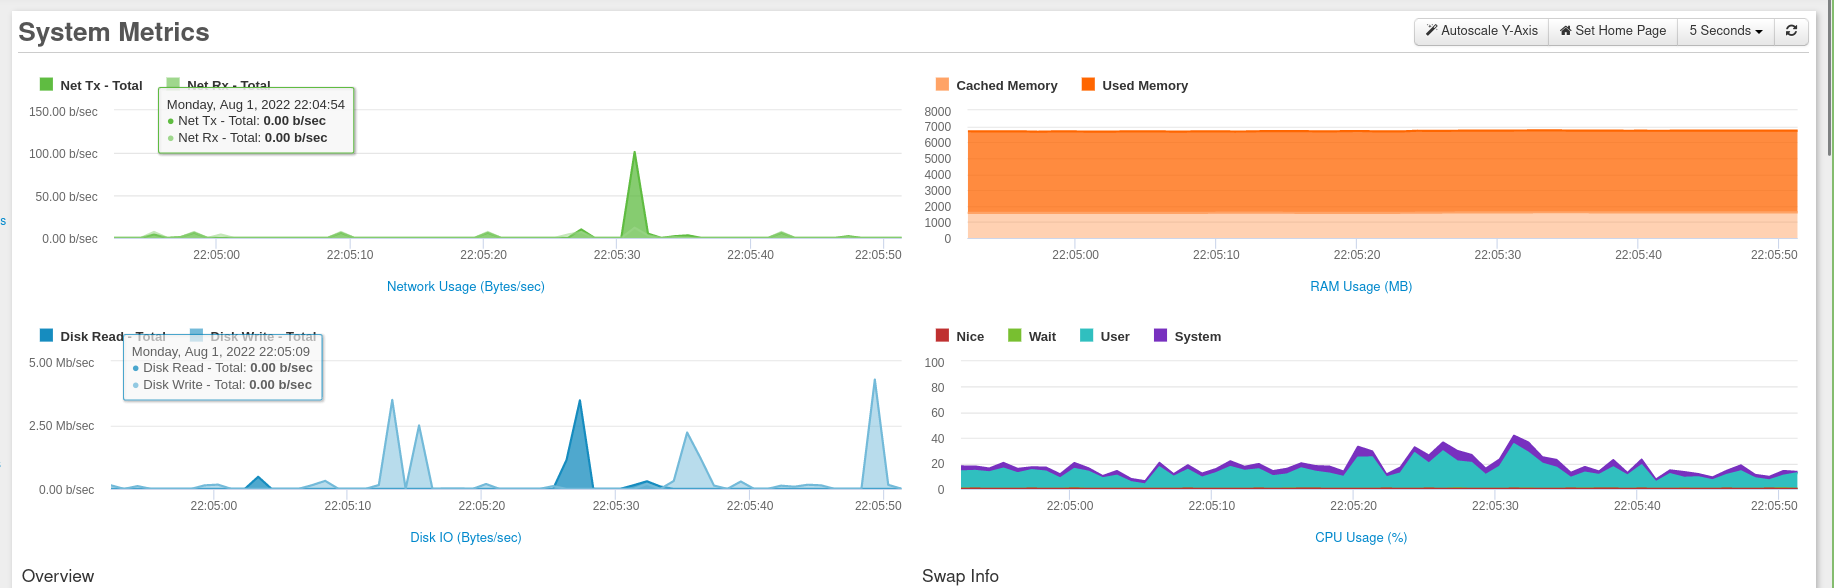 System Metrics
Autoscale Y-Axis Set Home Page 5 Seconds
Net Tx - Total Net Rx - Total
Monday, Aug 1, 2022 22:04:54
● Net Tx - Total: 0.00 b/sec
● Net Rx - Total: 0.00 b/sec
150.00 b/sec
100.00 b/sec
50.00 b/sec
0.00 b/sec
22:05:00 22:05:10 22:05:20 22:05:30 22:05:40 22:05:50
Network Usage (Bytes/sec)
Cached Memory Used Memory
8000
7000
6000
5000
4000
3000
2000
1000
0
22:05:00 22:05:10 22:05:20 22:05:30 22:05:40 22:05:50
RAM Usage (MB)
s
Disk Read - Total Disk Write - Total
Monday, Aug 1, 2022 22:05:09
● Disk Read - Total: 0.00 b/sec
● Disk Write - Total: 0.00 b/sec
5.00 Mb/sec
2.50 Mb/sec
0.00 b/sec
22:05:00 22:05:10 22:05:20 22:05:30 22:05:40 22:05:50
Disk IO (Bytes/sec)
Nice Wait User System
100
80
60
40
20
0
22:05:00 22:05:10 22:05:20 22:05:30 22:05:40 22:05:50
CPU Usage (%)
Overview
Swap Info